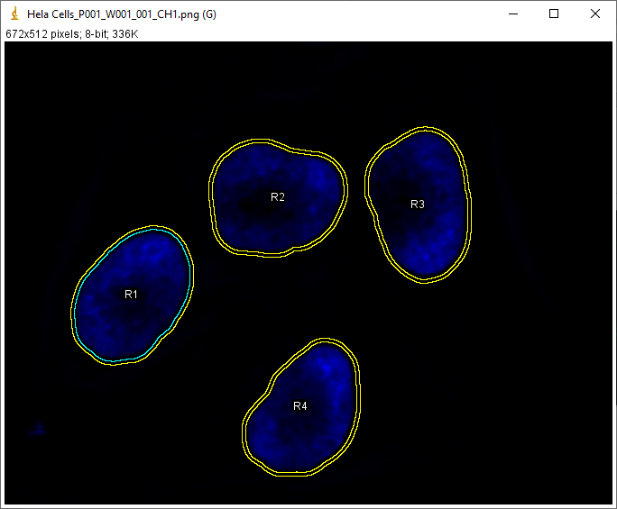 Hela Cells_P001_W001_001_CH1.png (G)
672x512 pixels; 8-bit; 336K
R2
R3
R1
R4